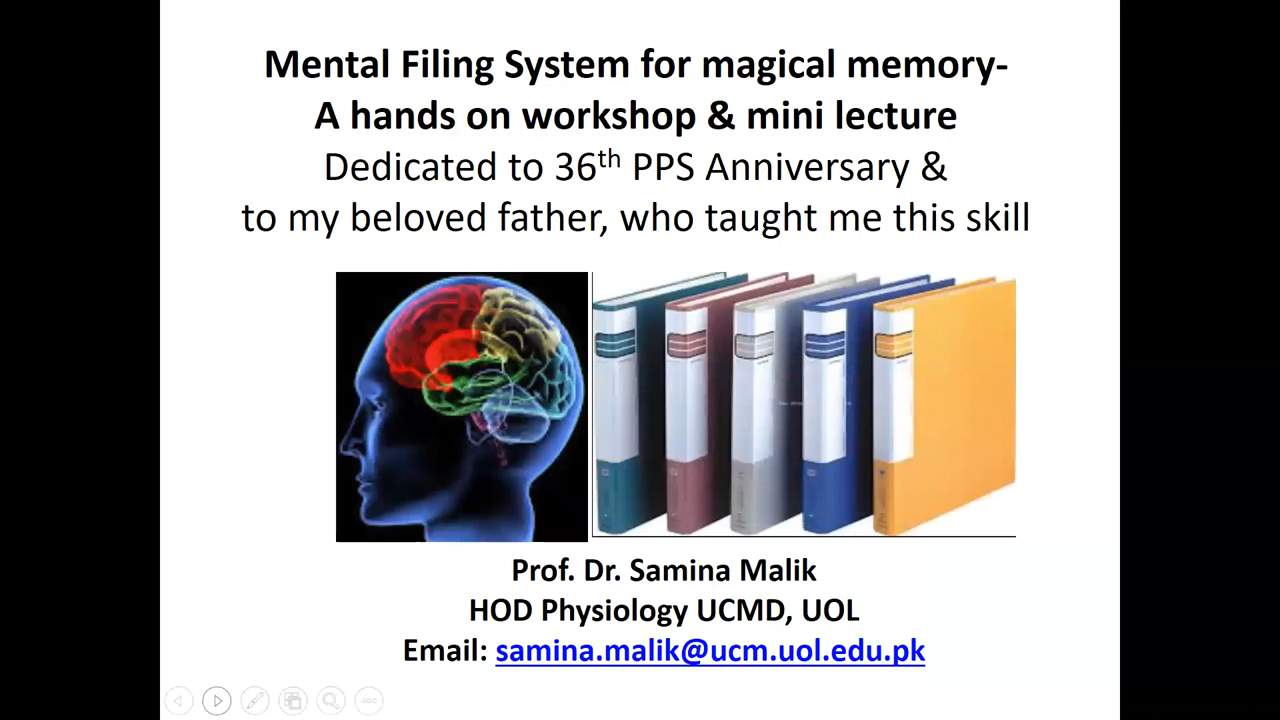 Mental Filing System for magical memory-
A hands on workshop & mini lecture
Dedicated to 36th PPS Anniversary &
to my beloved father, who taught me this skill
Prof. Dr. Samina Malik
HOD Physiology UCMD, UOL
Email: samina.malik@ucm.uol.edu.pk